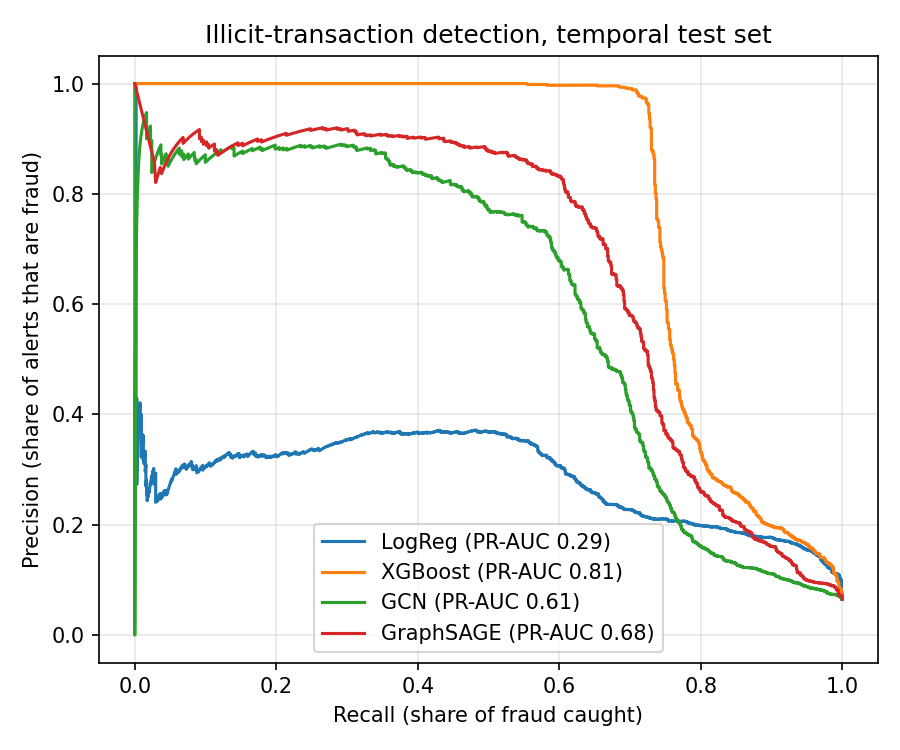 Illicit-transaction detection, temporal test set
Precision (share of alerts that are fraud)
1.0
0.8
0.6
0.4
0.2
0.0
LogReg (PR-AUC 0.29)
XGBoost (PR-AUC 0.81)
GCN (PR-AUC 0.61)
GraphSAGE (PR-AUC 0.68)
0.0 0.2 0.4 0.6 0.8 1.0
Recall (share of fraud caught)